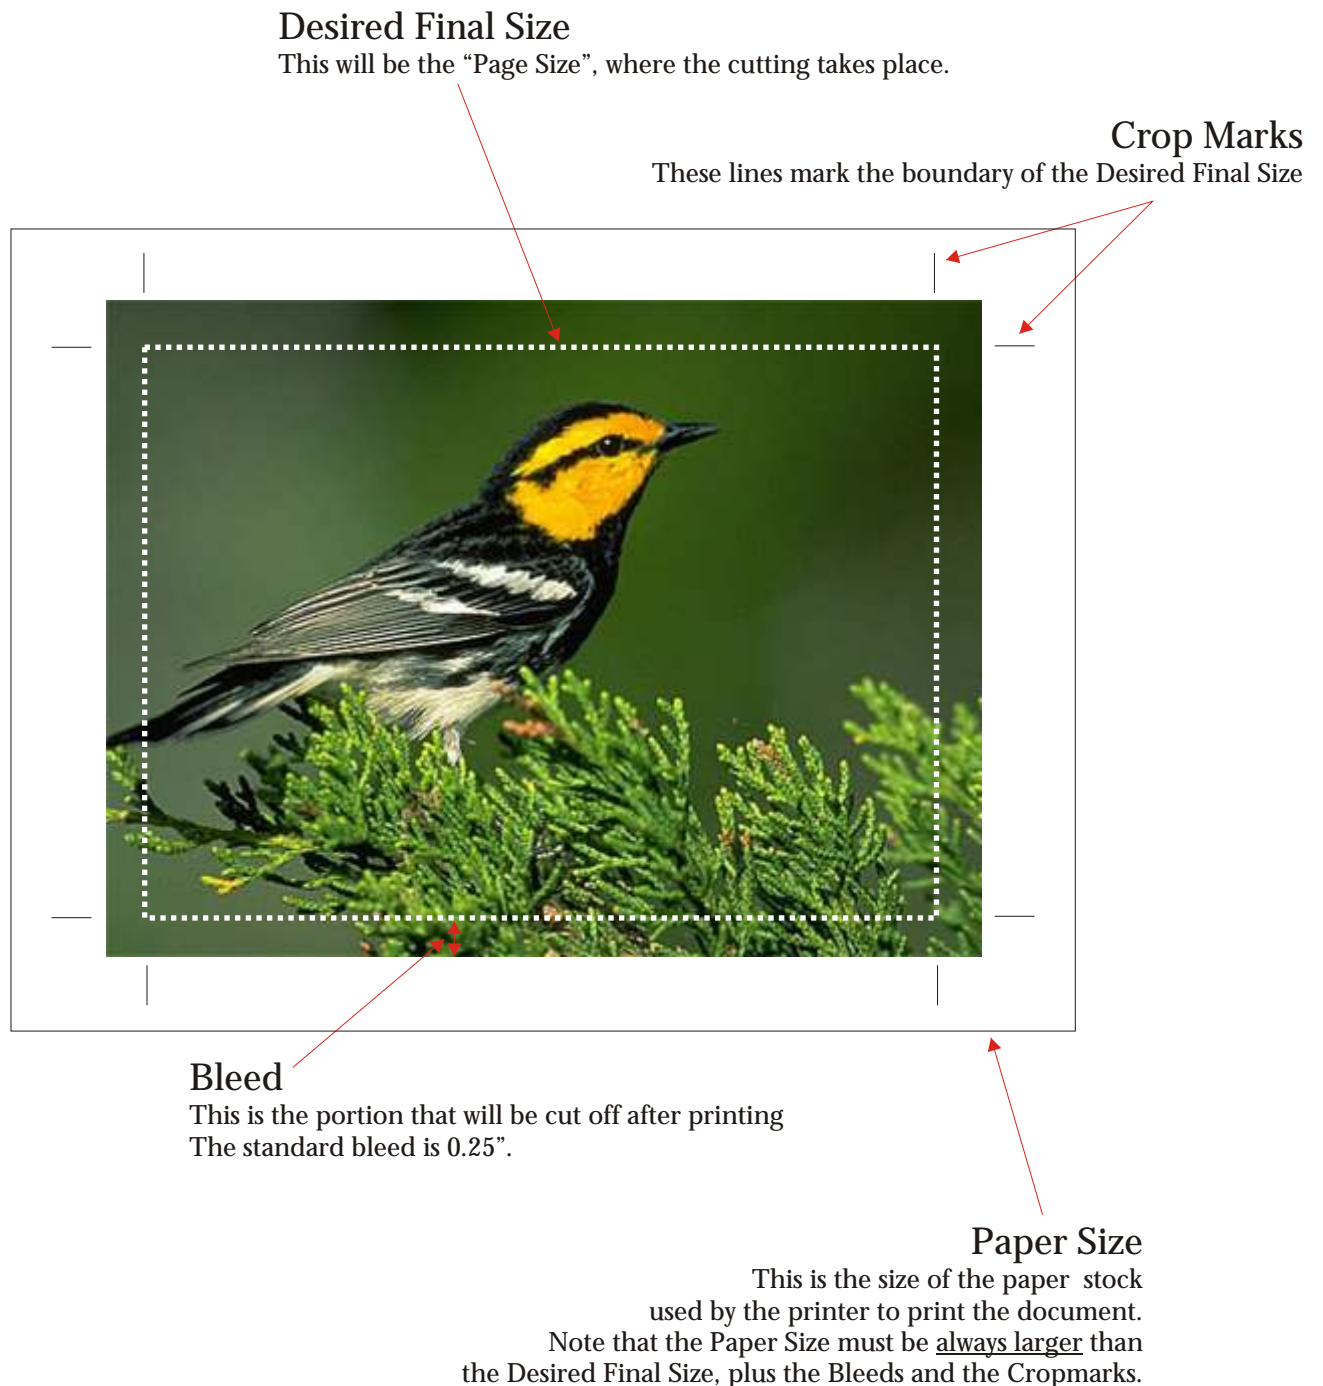 Desired Final Size
This will be the “Page Size”, where the cutting takes place.
Crop Marks
These lines mark the boundary of the Desired Final Size
Bleed
This is the portion that will be cut off after printing
The standard bleed is 0.25”.
Paper Size
This is the size of the paper  stock
used by the printer to print the document.
Note that the Paper Size must be always larger than
the Desired Final Size, plus the Bleeds and the Cropmarks.